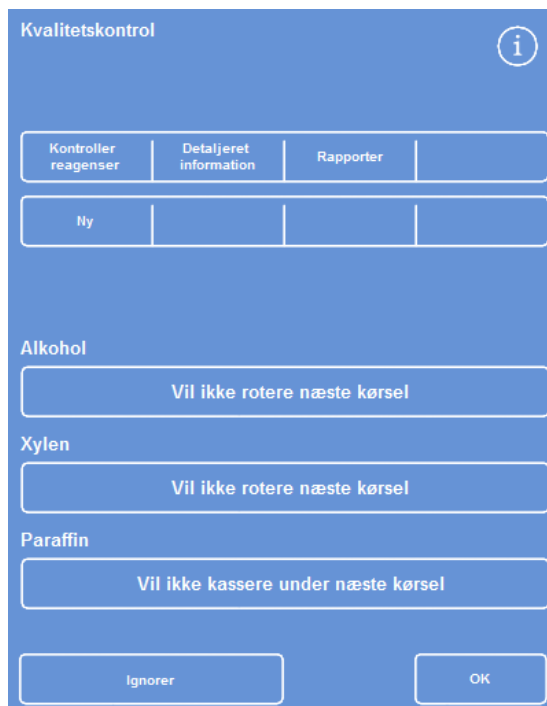 Kvalitetskontrol
i
Kontroller
reagenser
Detaljeret
information
Rapporter
Ny
Alkohol
Vil ikke rotere næste kørsel
Xylen
Vil ikke rotere næste kørsel
Paraffin
Vil ikke kassere under næste kørsel
Ignorer
OK